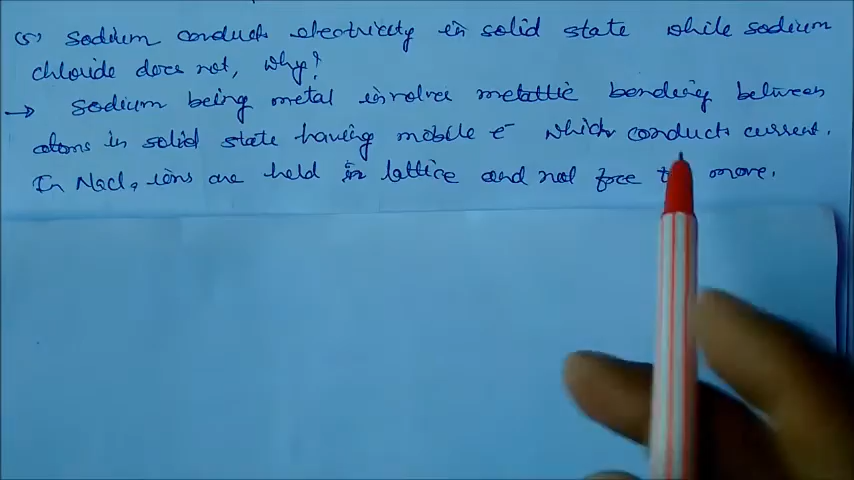 (5) Sodium conducts electricity in solid state while sodium
chloride does not, why?
→ Sodium being metal involves metallic bonding between
atoms in solid state having mobile e⁻ which conducts current.
In NaCl, ions are held in lattice and not free to move.